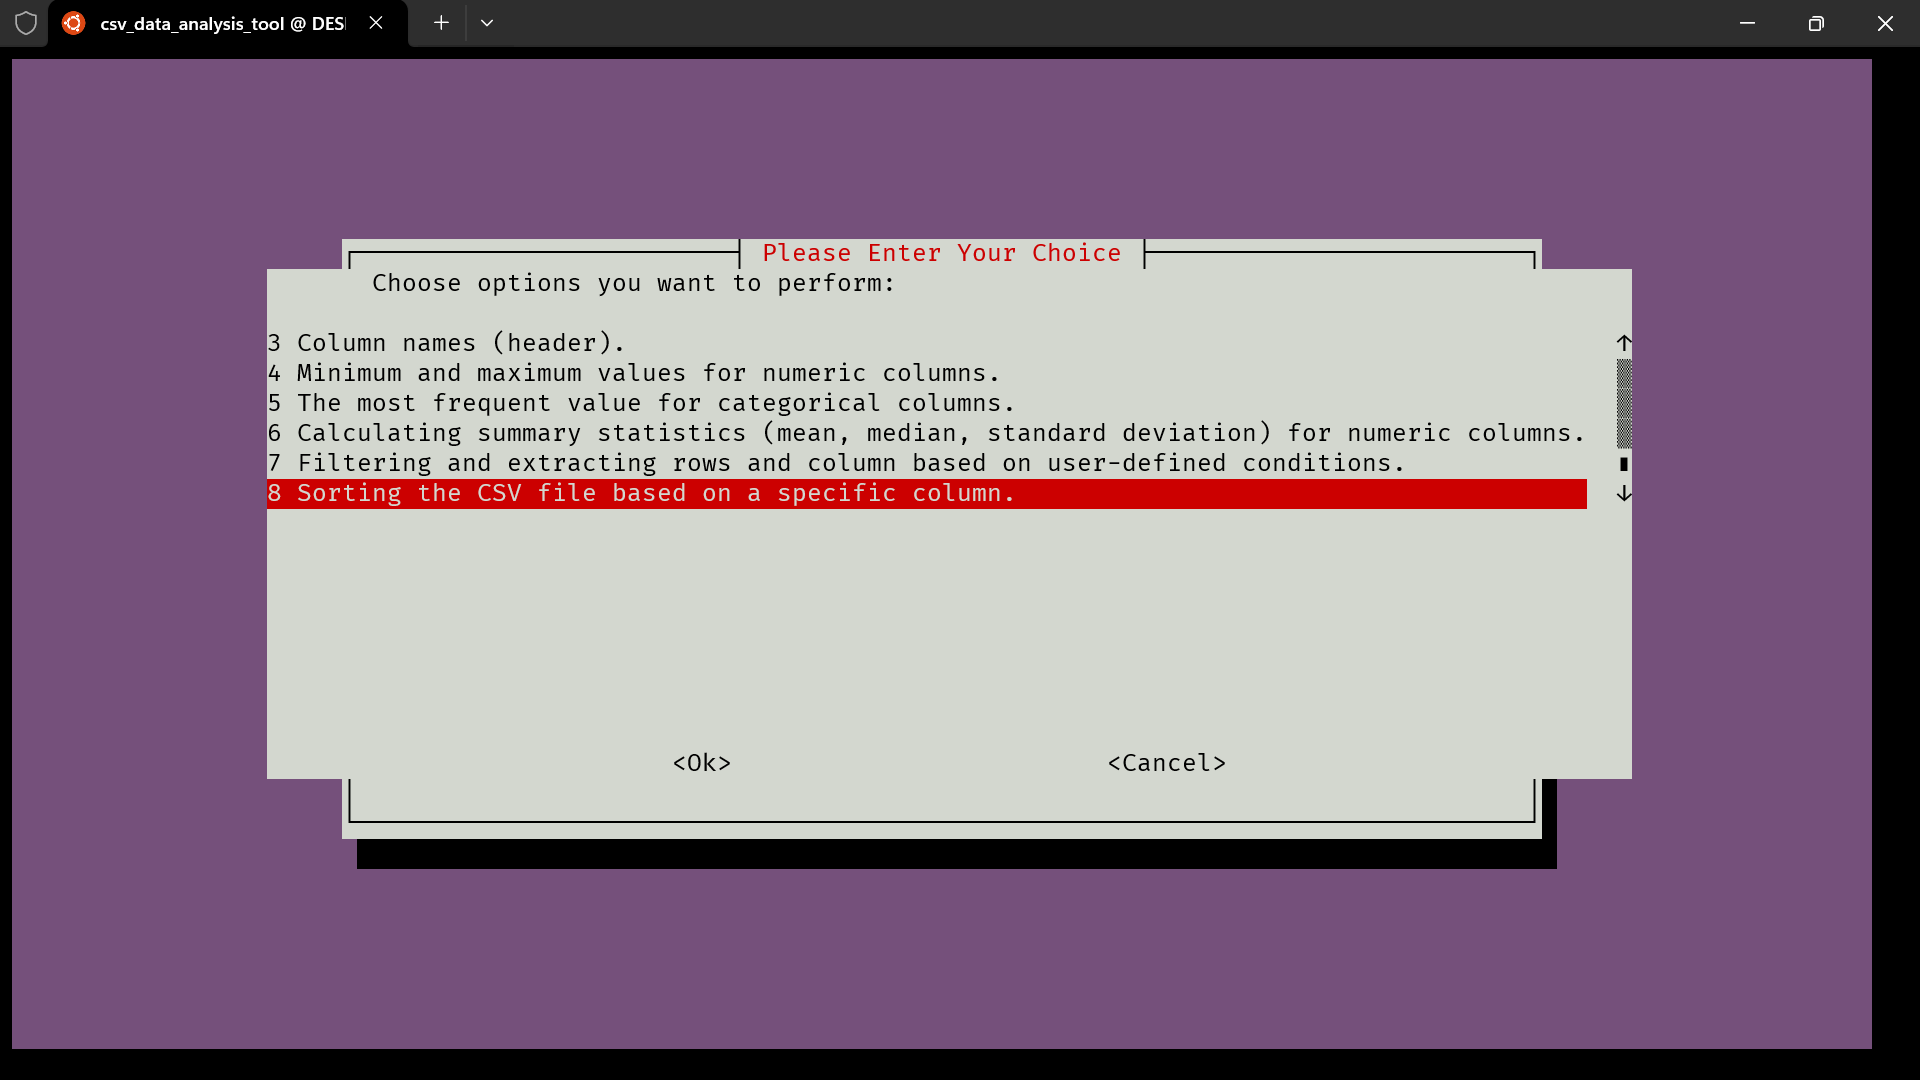 csv_data_analysis_tool @ DES
Please Enter Your Choice
Choose options you want to perform:
3 Column names (header).
4 Minimum and maximum values for numeric columns.
5 The most frequent value for categorical columns.
6 Calculating summary statistics (mean, median, standard deviation) for numeric columns.
7 Filtering and extracting rows and column based on user-defined conditions.
8 Sorting the CSV file based on a specific column.
<Ok> <Cancel>